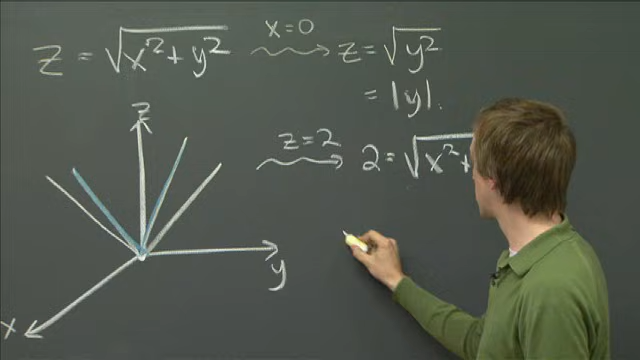 z = √(x² + y²) x=0 z = √(y²)
= |y|.
z=2 2 = √(x² +
z
y
x